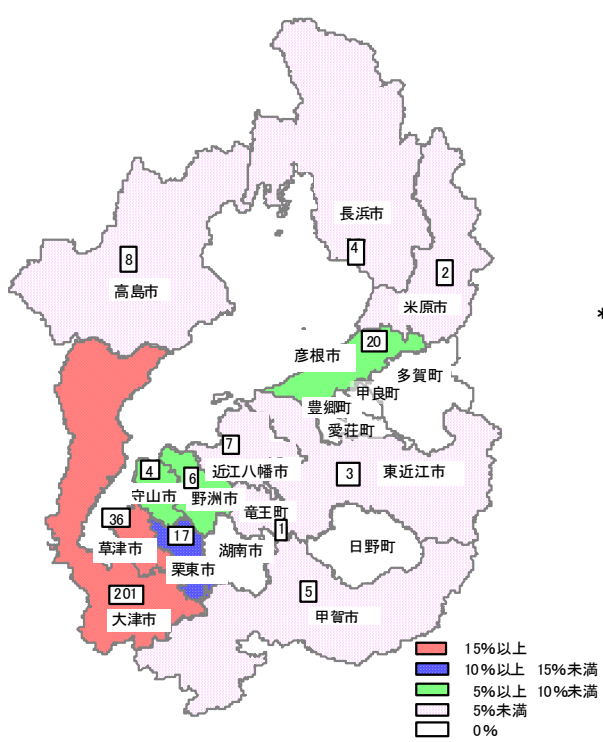 長浜市
4
8
高島市
2
米原市
*
20
彦根市
多賀町
甲良町
豊郷町
愛荘町
7
近江八幡市
3
東近江市
4
守山市
6
野洲市
竜王町
36
草津市
17
栗東市
湖南市
1
日野町
201
大津市
5
甲賀市
15%以上
10%以上 15%未満
5%以上 10%未満
5%未満
0%